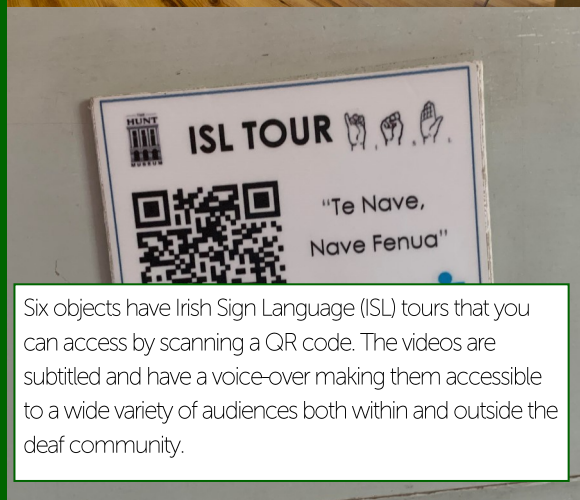 THE
HUNT
MUSEUM
ISL TOUR
"Te Nave,
Nave Fenua"
Six objects have Irish Sign Language (ISL) tours that you
can access by scanning a QR code. The videos are
subtitled and have a voice-over making them accessible
to a wide variety of audiences both within and outside the
deaf community.